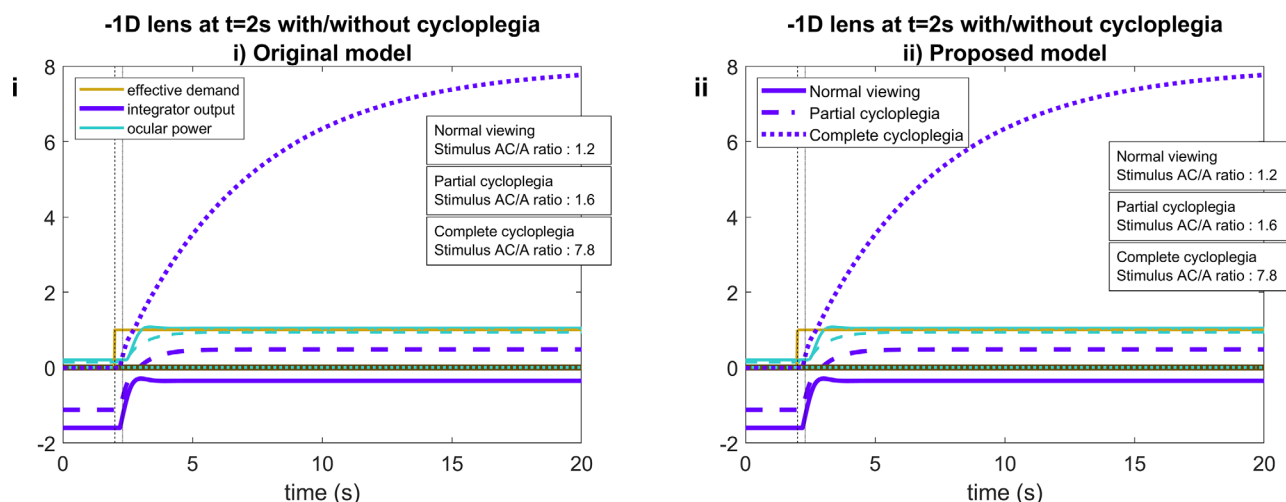 -1D lens at t=2s with/without cycloplegia
i) Original model
i
8
6
4
2
0
-2
0
5
10
15
20
time (s)
effective demand
integrator output
ocular power
Normal viewing
Stimulus AC/A ratio : 1.2
Partial cycloplegia
Stimulus AC/A ratio : 1.6
Complete cycloplegia
Stimulus AC/A ratio : 7.8
-1D lens at t=2s with/without cycloplegia
ii) Proposed model
ii
8
6
4
2
0
-2
0
5
10
15
20
time (s)
Normal viewing
Partial cycloplegia
Complete cycloplegia
Normal viewing
Stimulus AC/A ratio : 1.2
Partial cycloplegia
Stimulus AC/A ratio : 1.6
Complete cycloplegia
Stimulus AC/A ratio : 7.8